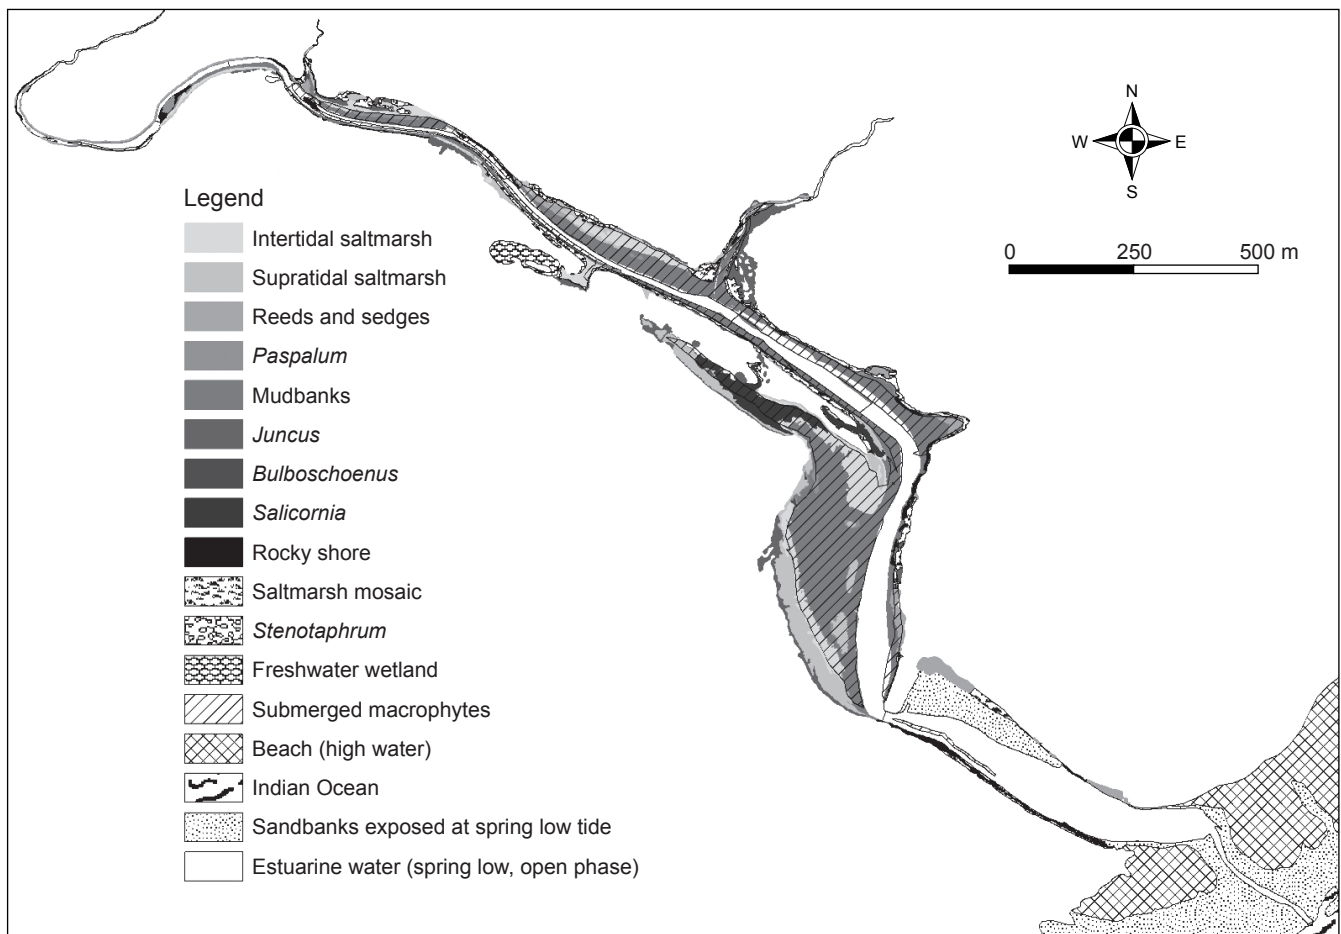 N
W E
S
Legend
Intertidal saltmarsh
Supratidal saltmarsh
Reeds and sedges
Paspalum
Mudbanks
Juncus
Bulboschoenus
Salicornia
Rocky shore
Saltmarsh mosaic
Stenotaphrum
Freshwater wetland
Submerged macrophytes
Beach (high water)
Indian Ocean
Sandbanks exposed at spring low tide
Estuarine water (spring low, open phase)
0 250 500 m